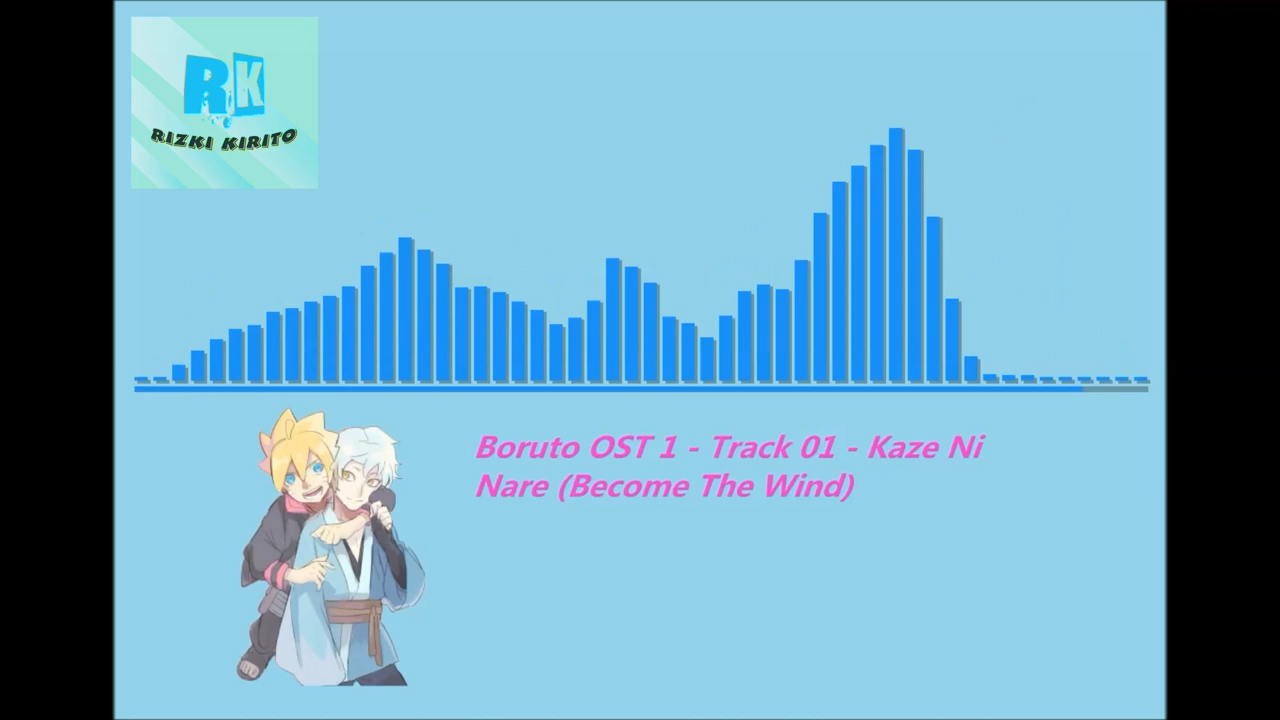 RK
RIZKI KIRITO
Boruto OST 1 - Track 01 - Kaze Ni
Nare (Become The Wind)